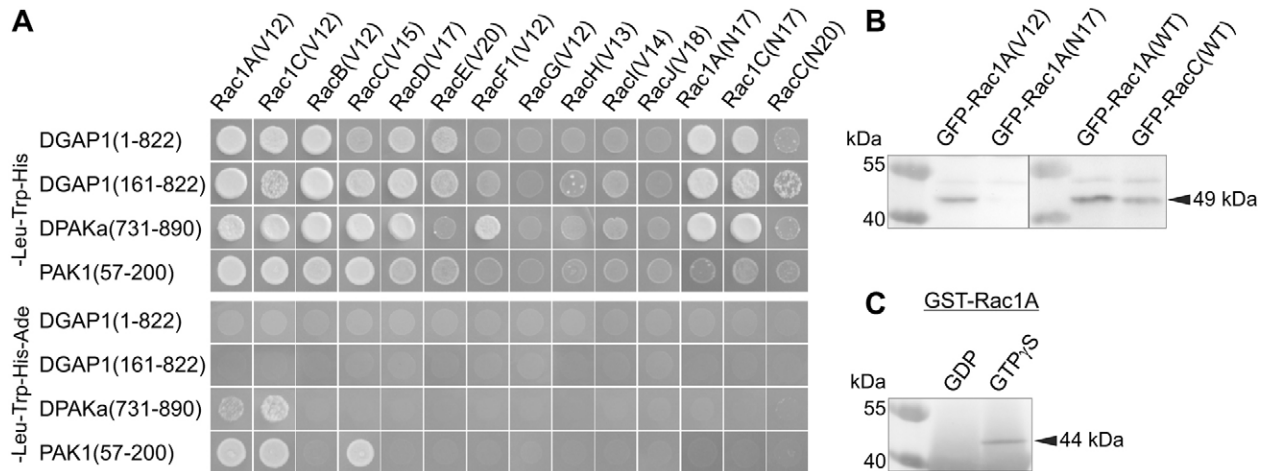 A
Rac1A(V12) Rac1C(V12) RacB(V12) RacC(V15) RacD(V17) RacE(V20) RacF1(V12) RacG(V12) RacH(V13) RacI(V14) RacJ(V18) Rac1A(N17) Rac1C(N17) RacC(N20)
-Leu-Trp-His
DGAP1(1-822)
DGAP1(161-822)
DPAKa(731-890)
PAK1(57-200)
-Leu-Trp-His-Ade
DGAP1(1-822)
DGAP1(161-822)
DPAKa(731-890)
PAK1(57-200)
B
GFP-Rac1A(V12) GFP-Rac1A(N17) GFP-Rac1A(WT) GFP-RacC(WT)
kDa
55
40
49 kDa
C
GST-Rac1A
GDP GTPγS
kDa
55
40
44 kDa